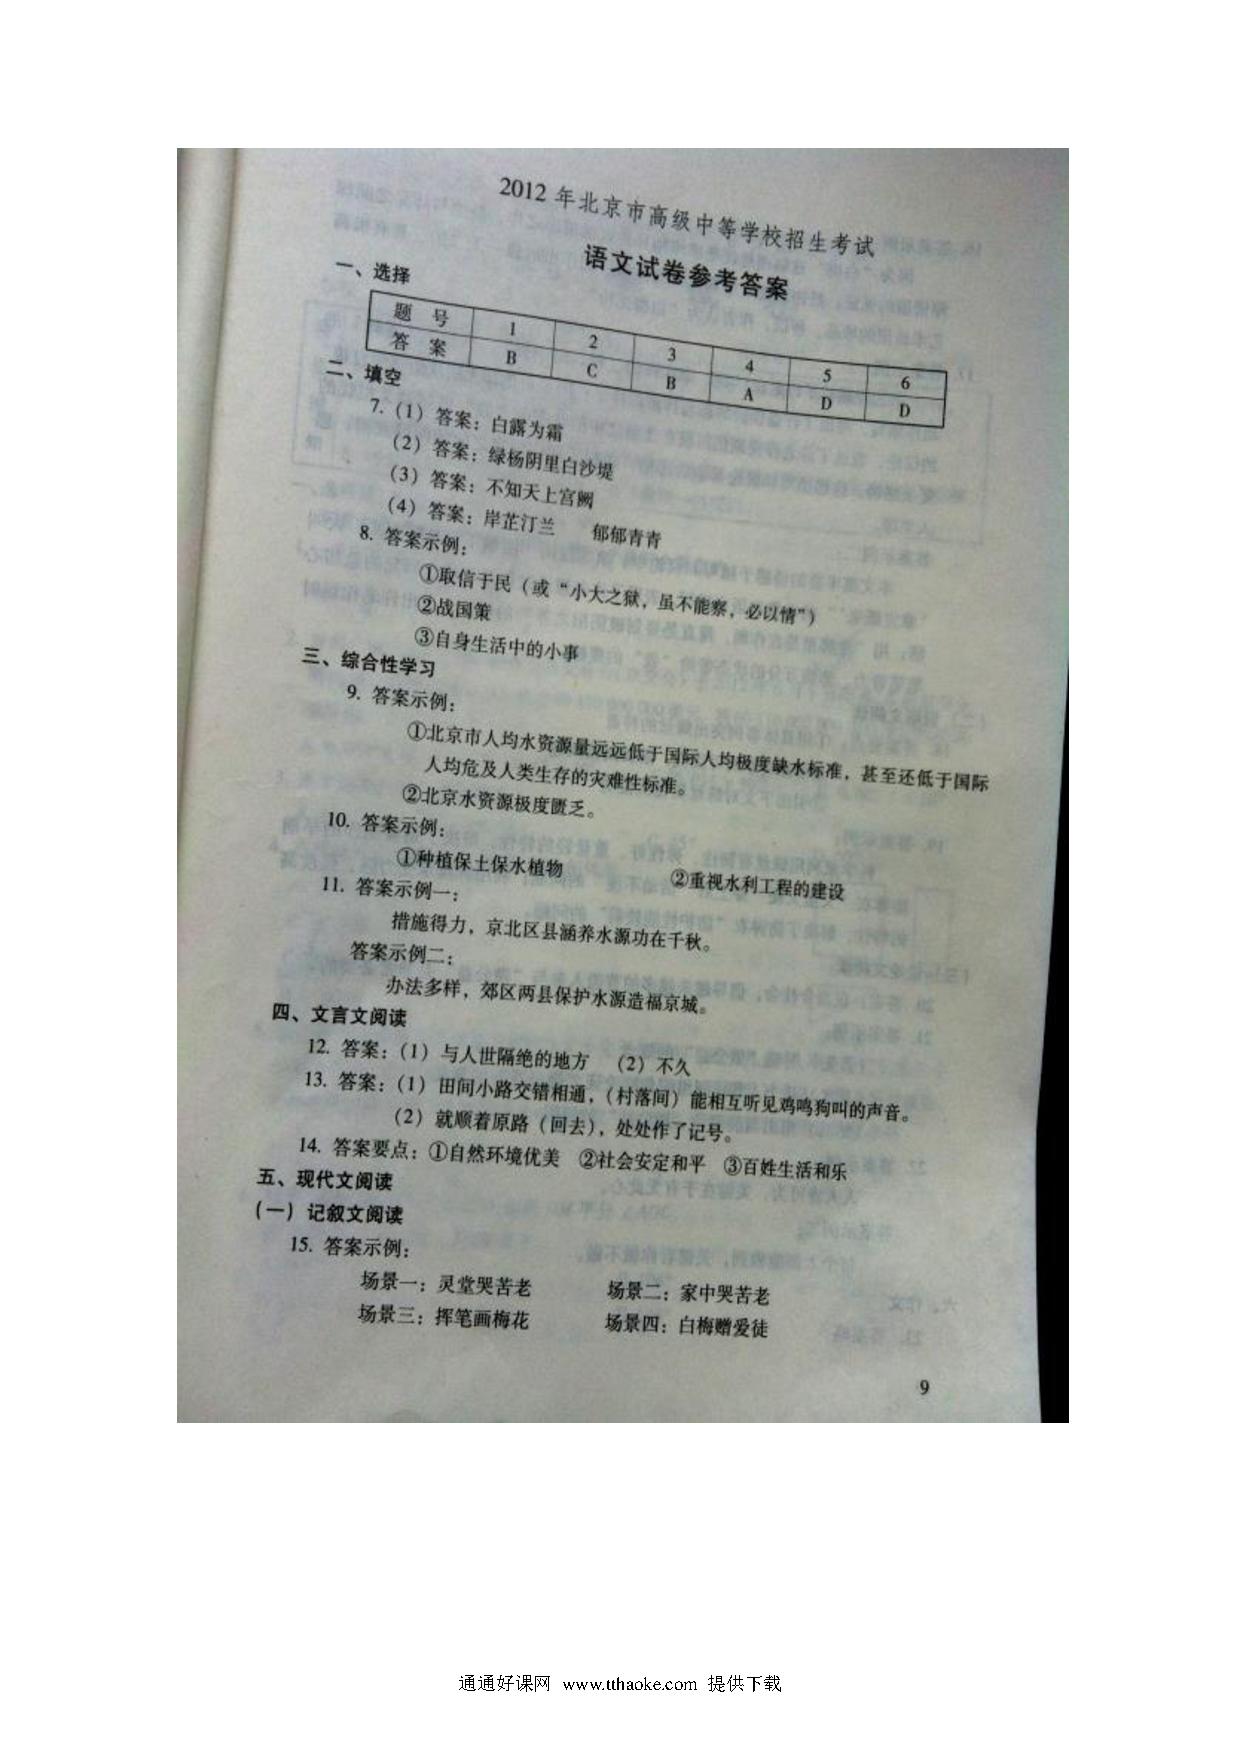 2012 年北京市高级中等学校招生考试
语文试卷参考答案
一、选择
题 号 1 2 3 4 5 6
答 案 B C B A D D
二、填空
7.（1）答案：白露为霜
（2）答案：绿杨阴里白沙堤
（3）答案：不知天上宫阙
（4）答案：岸芷汀兰 郁郁青青
8. 答案示例：
①取信于民（或“小大之狱，虽不能察，必以情”）
②战国策
③自身生活中的小事
三、综合性学习
9. 答案示例：
①北京市人均水资源量远远低于国际人均极度缺水标准，甚至还低于国际
人均危及人类生存的灾难性标准。
②北京水资源极度匮乏。
10. 答案示例：
①种植保土保水植物 ②重视水利工程的建设
11. 答案示例一：
措施得力，京北区县涵养水源功在千秋。
答案示例二：
办法多样，郊区两县保护水源造福京城。
四、文言文阅读
12. 答案：（1）与人世隔绝的地方 （2）不久
13. 答案：（1）田间小路交错相通，（村落间）能相互听见鸡鸣狗叫的声音。
（2）就顺着原路（回去），处处作了记号。
14. 答案要点：①自然环境优美 ②社会安定和平 ③百姓生活和乐
五、现代文阅读
（一）记叙文阅读
15. 答案示例：
场景一：灵堂哭苦老 场景二：家中哭苦老
场景三：挥笔画梅花 场景四：白梅赠爱徒
9
通通好课网 www.tthaoke.com 提供下载